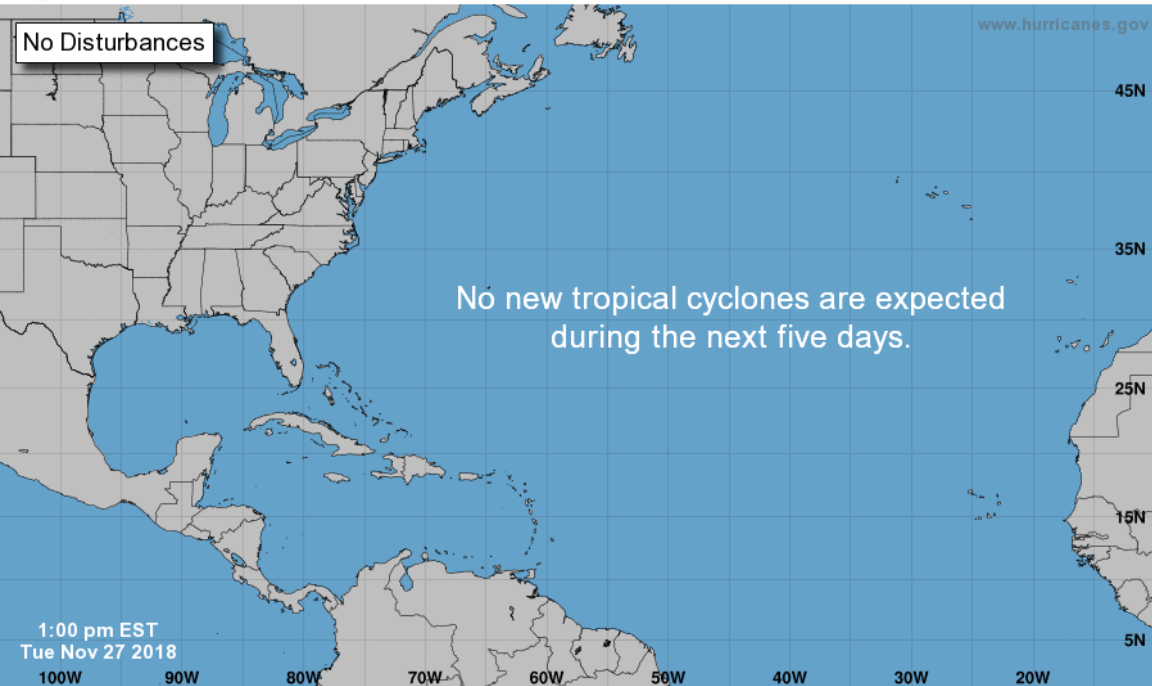 No Disturbances
www.hurricanes.gov
45N
35N
No new tropical cyclones are expected
during the next five days.
25N
15N
1:00 pm EST
Tue Nov 27 2018
5N
100W 90W 80W 70W 60W 50W 40W 30W 20W